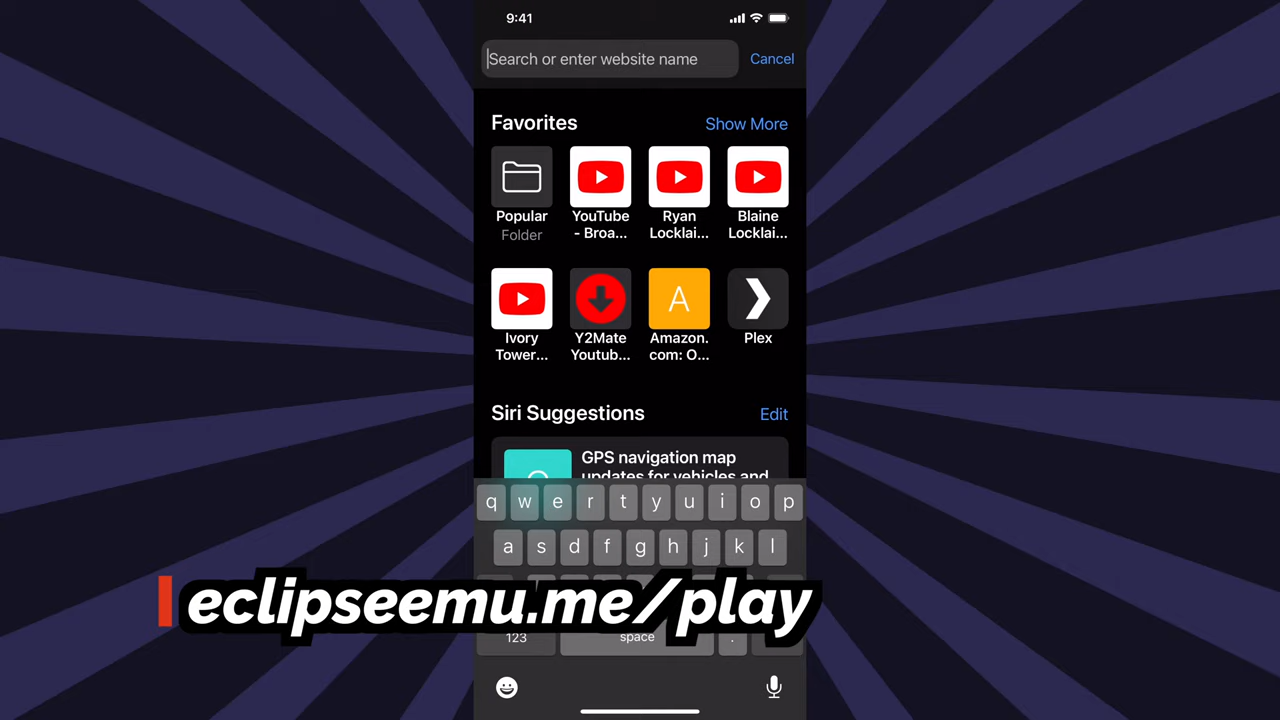 9:41
Search or enter website name
Cancel
Favorites
Show More
Popular
Folder
YouTube
- Broa...
Ryan
Locklai...
Blaine
Locklai...
A
Ivory
Tower...
Y2Mate
Youtub...
Amazon.
com: O...
Plex
Siri Suggestions
Edit
GPS navigation map
updates for vehicles and
q w e r t y u i o p
a s d f g h j k l
eclipseemu.me/play
123
space
.